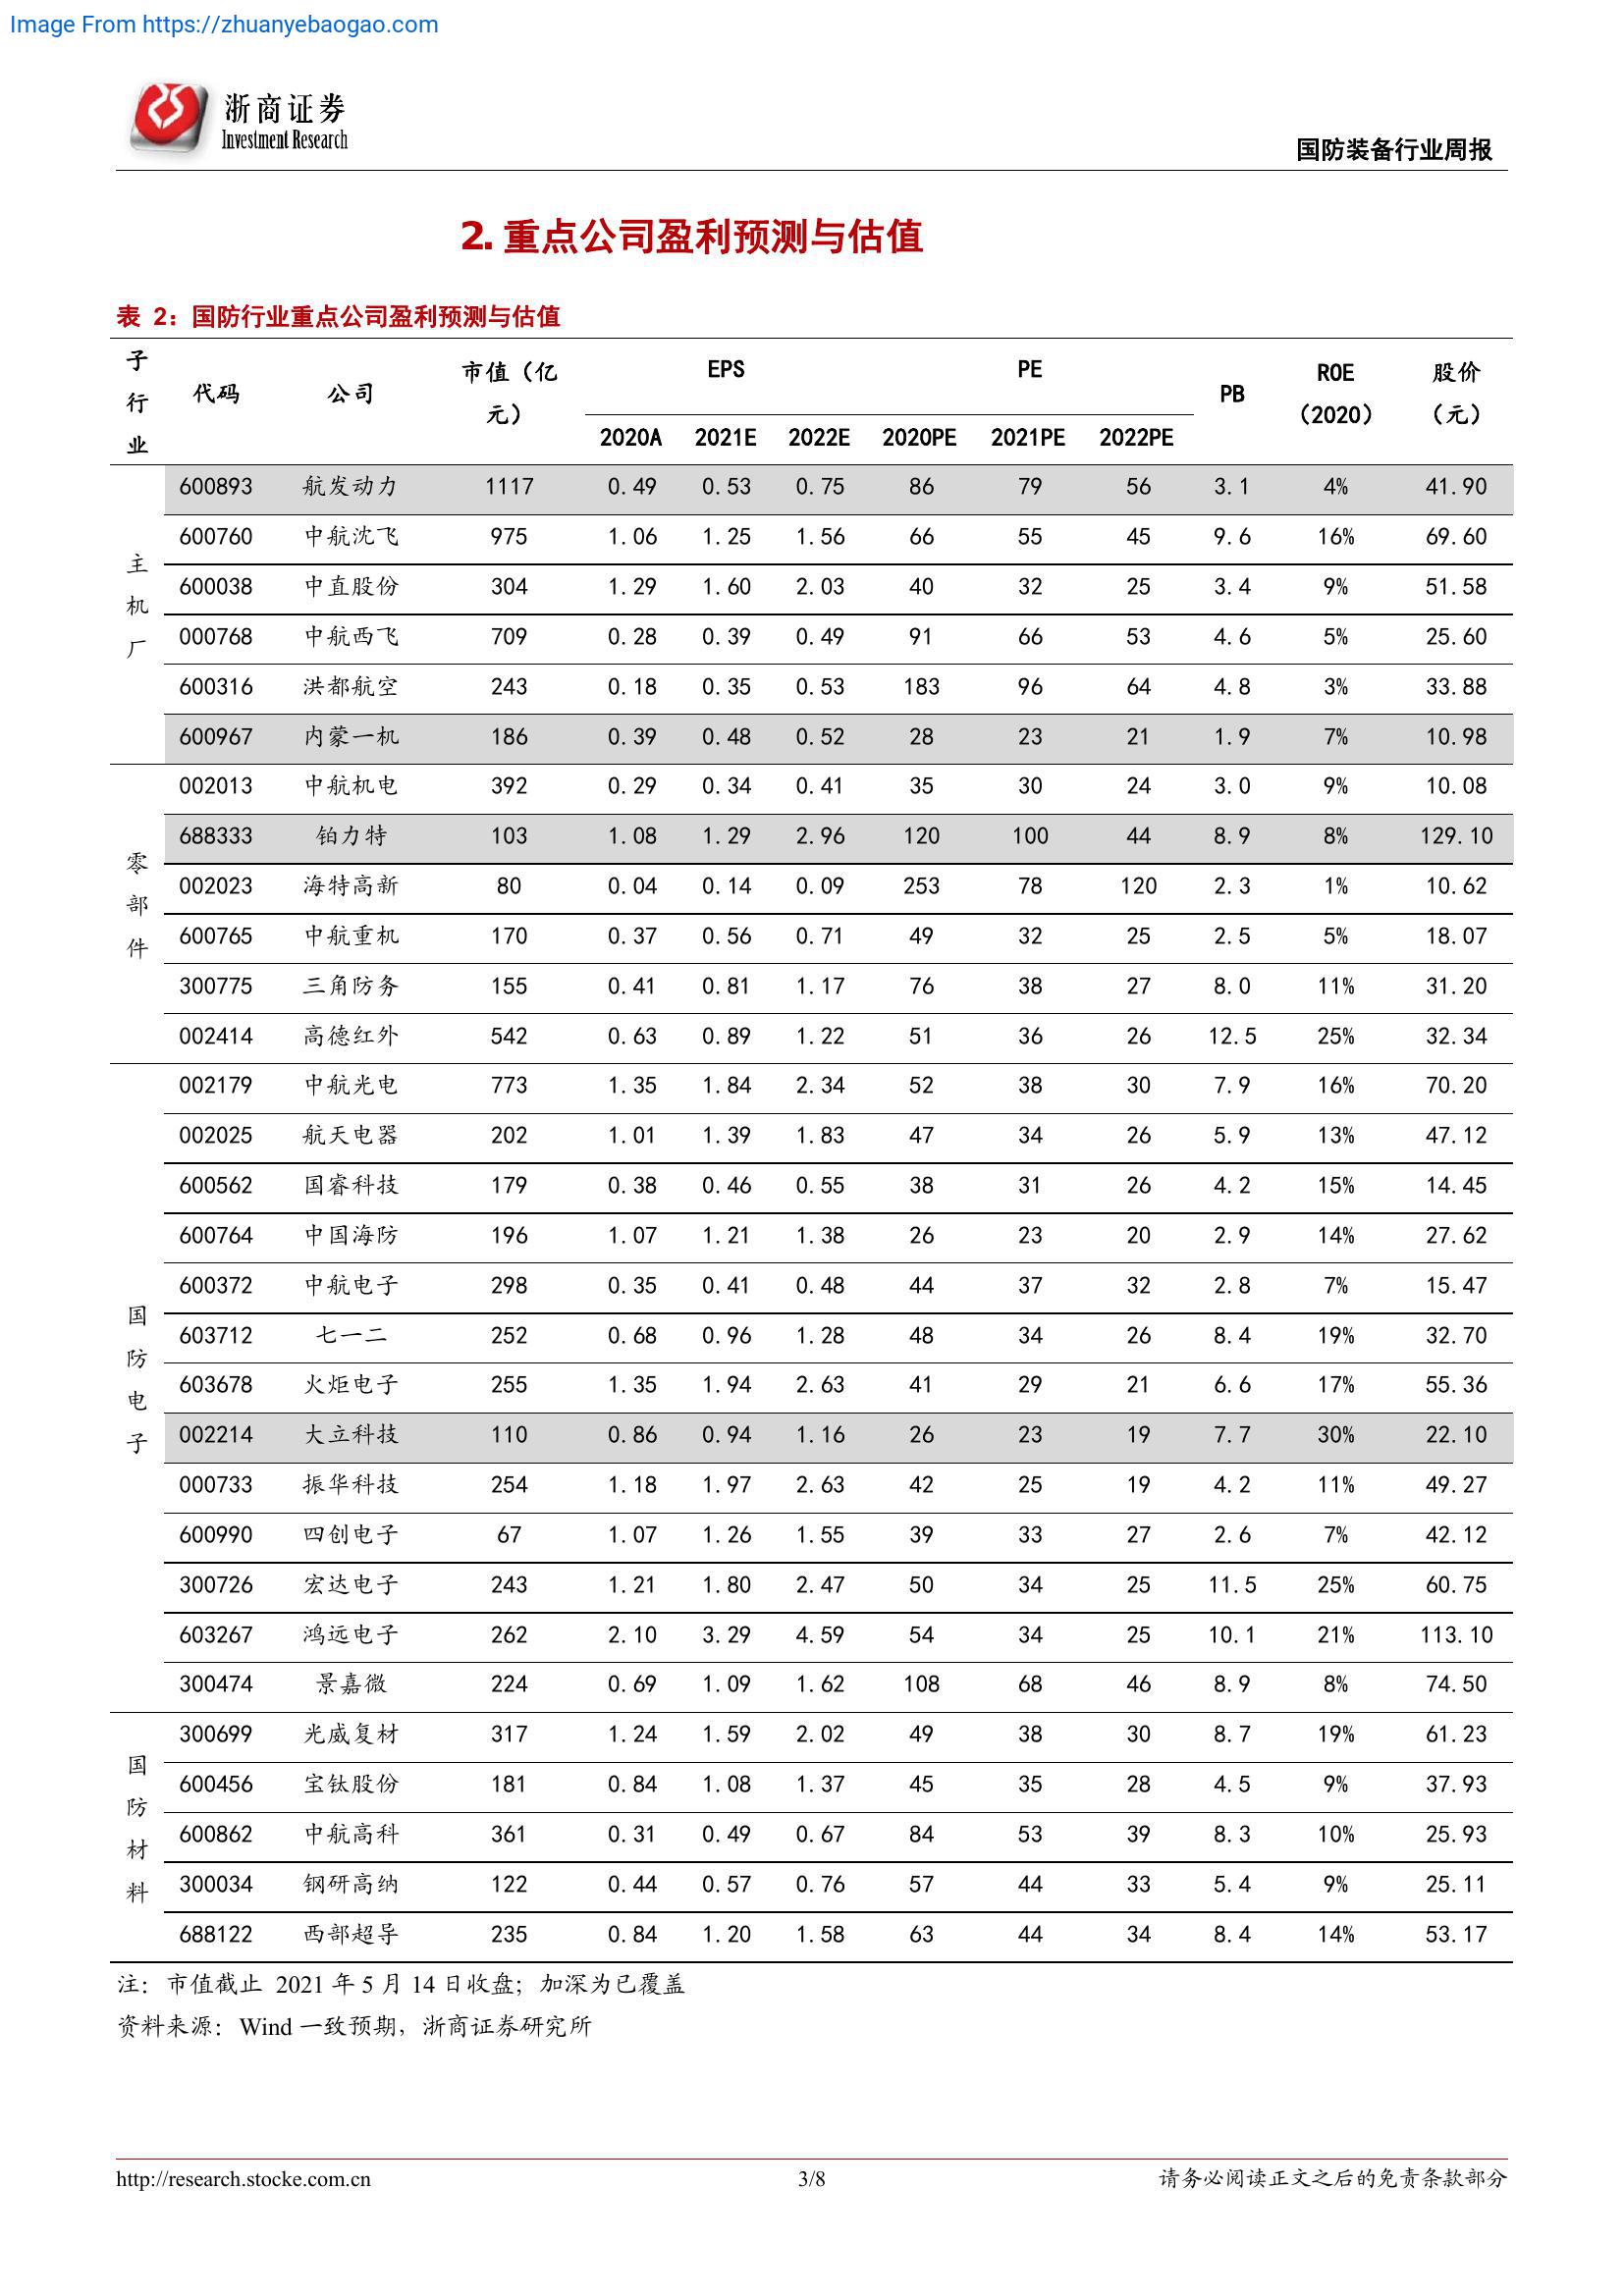 Image From https://zhuanyebaogao.com
浙商证券
Investment Research
国防装备行业周报
2. 重点公司盈利预测与估值
表 2：国防行业重点公司盈利预测与估值
子行业 代码 公司 市值（亿元） EPS PE PB ROE（2020） 股价（元）
2020A 2021E 2022E 2020PE 2021PE 2022PE
主机厂
600893 航发动力 1117 0.49 0.53 0.75 86 79 56 3.1 4% 41.90
600760 中航沈飞 975 1.06 1.25 1.56 66 55 45 9.6 16% 69.60
600038 中直股份 304 1.29 1.60 2.03 40 32 25 3.4 9% 51.58
000768 中航西飞 709 0.28 0.39 0.49 91 66 53 4.6 5% 25.60
600316 洪都航空 243 0.18 0.35 0.53 183 96 64 4.8 3% 33.88
600967 内蒙一机 186 0.39 0.48 0.52 28 23 21 1.9 7% 10.98
零部件
002013 中航机电 392 0.29 0.34 0.41 35 30 24 3.0 9% 10.08
688333 铂力特 103 1.08 1.29 2.96 120 100 44 8.9 8% 129.10
002023 海特高新 80 0.04 0.14 0.09 253 78 120 2.3 1% 10.62
600765 中航重机 170 0.37 0.56 0.71 49 32 25 2.5 5% 18.07
300775 三角防务 155 0.41 0.81 1.17 76 38 27 8.0 11% 31.20
002414 高德红外 542 0.63 0.89 1.22 51 36 26 12.5 25% 32.34
国防电子
002179 中航光电 773 1.35 1.84 2.34 52 38 30 7.9 16% 70.20
002025 航天电器 202 1.01 1.39 1.83 47 34 26 5.9 13% 47.12
600562 国睿科技 179 0.38 0.46 0.55 38 31 26 4.2 15% 14.45
600764 中国海防 196 1.07 1.21 1.38 26 23 20 2.9 14% 27.62
600372 中航电子 298 0.35 0.41 0.48 44 37 32 2.8 7% 15.47
603712 七一二 252 0.68 0.96 1.28 48 34 26 8.4 19% 32.70
603678 火炬电子 255 1.35 1.94 2.63 41 29 21 6.6 17% 55.36
002214 大立科技 110 0.86 0.94 1.16 26 23 19 7.7 30% 22.10
000733 振华科技 254 1.18 1.97 2.63 42 25 19 4.2 11% 49.27
600990 四创电子 67 1.07 1.26 1.55 39 33 27 2.6 7% 42.12
300726 宏达电子 243 1.21 1.80 2.47 50 34 25 11.5 25% 60.75
603267 鸿远电子 262 2.10 3.29 4.59 54 34 25 10.1 21% 113.10
300474 景嘉微 224 0.69 1.09 1.62 108 68 46 8.9 8% 74.50
国防材料
300699 光威复材 317 1.24 1.59 2.02 49 38 30 8.7 19% 61.23
600456 宝钛股份 181 0.84 1.08 1.37 45 35 28 4.5 9% 37.93
600862 中航高科 361 0.31 0.49 0.67 84 53 39 8.3 10% 25.93
300034 钢研高纳 122 0.44 0.57 0.76 57 44 33 5.4 9% 25.11
688122 西部超导 235 0.84 1.20 1.58 63 44 34 8.4 14% 53.17
注：市值截止 2021 年 5 月 14 日收盘；加深为已覆盖
资料来源：Wind 一致预期，浙商证券研究所
http://research.stocke.com.cn 3/8 请务必阅读正文之后的免责条款部分